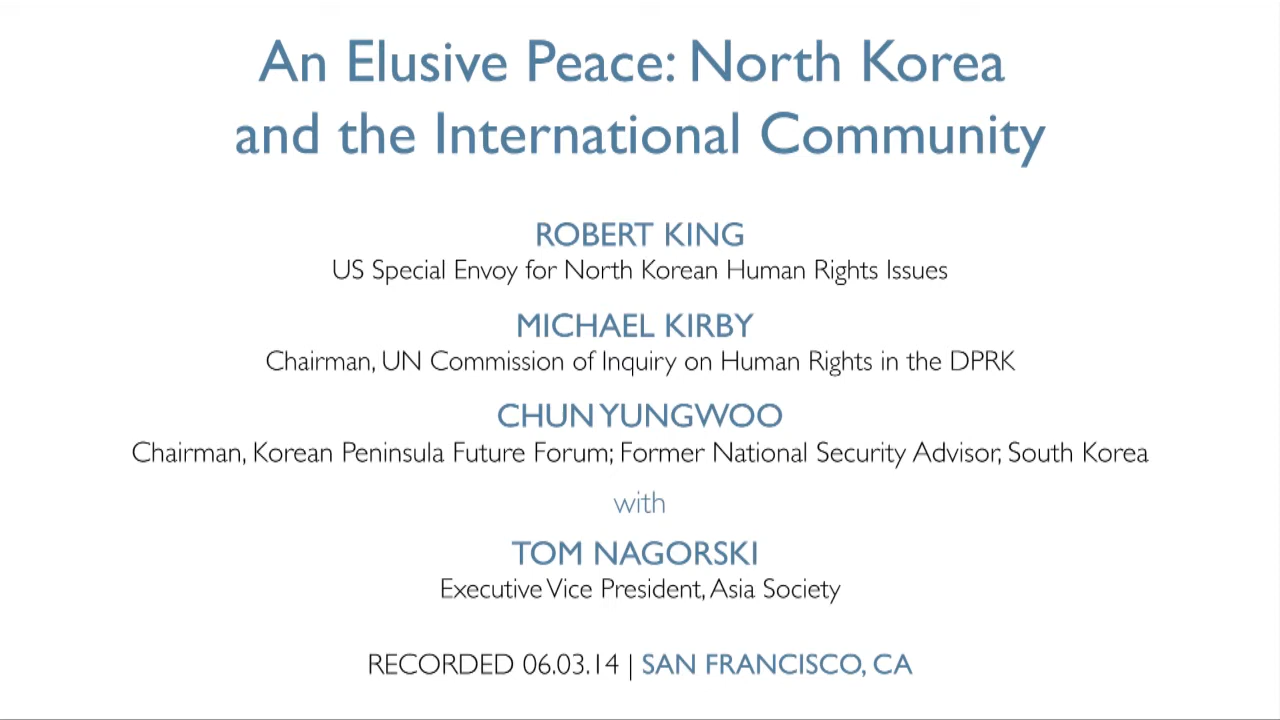 An Elusive Peace: North Korea
and the International Community
ROBERT KING
US Special Envoy for North Korean Human Rights Issues
MICHAEL KIRBY
Chairman, UN Commission of Inquiry on Human Rights in the DPRK
CHUN YUNGWOO
Chairman, Korean Peninsula Future Forum; Former National Security Advisor, South Korea
with
TOM NAGORSKI
Executive Vice President, Asia Society
RECORDED 06.03.14 | SAN FRANCISCO, CA